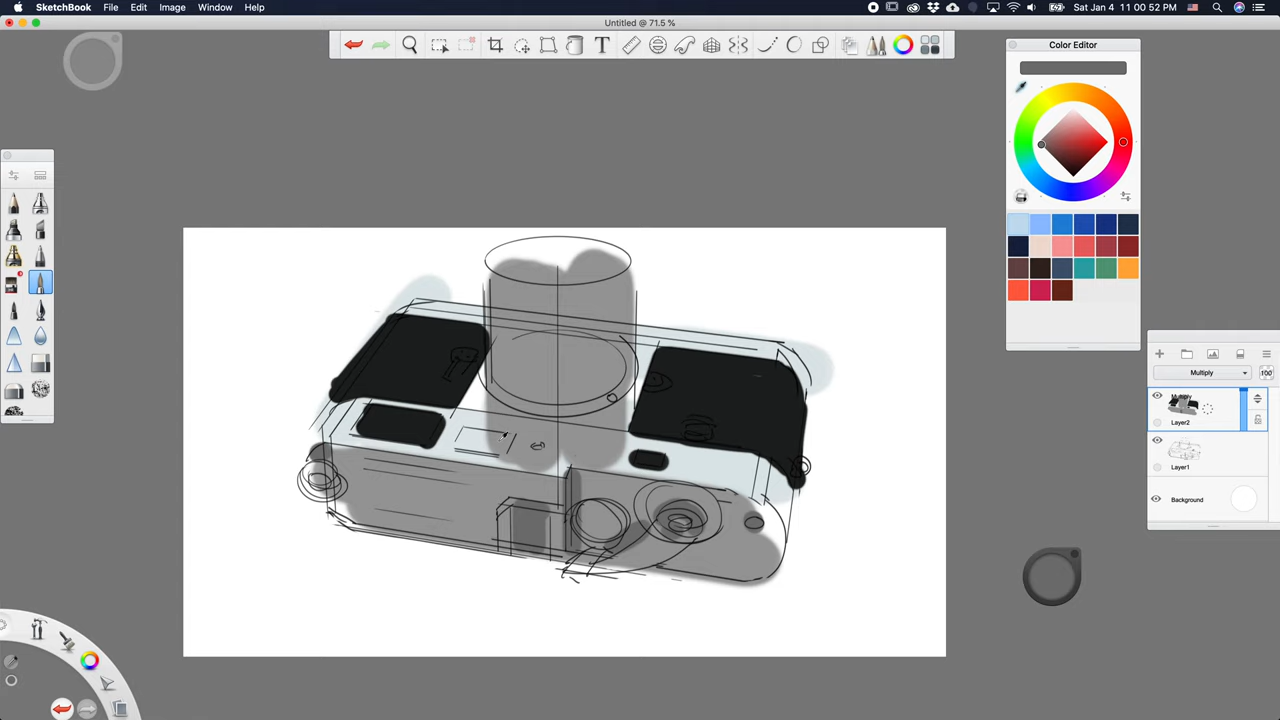 SketchBook File Edit Image Window Help Sat Jan 4 11 00 52 PM
Untitled @ 71.5 %
T
Color Editor
Multiply 100
Multiply
Layer2
Layer1
Background